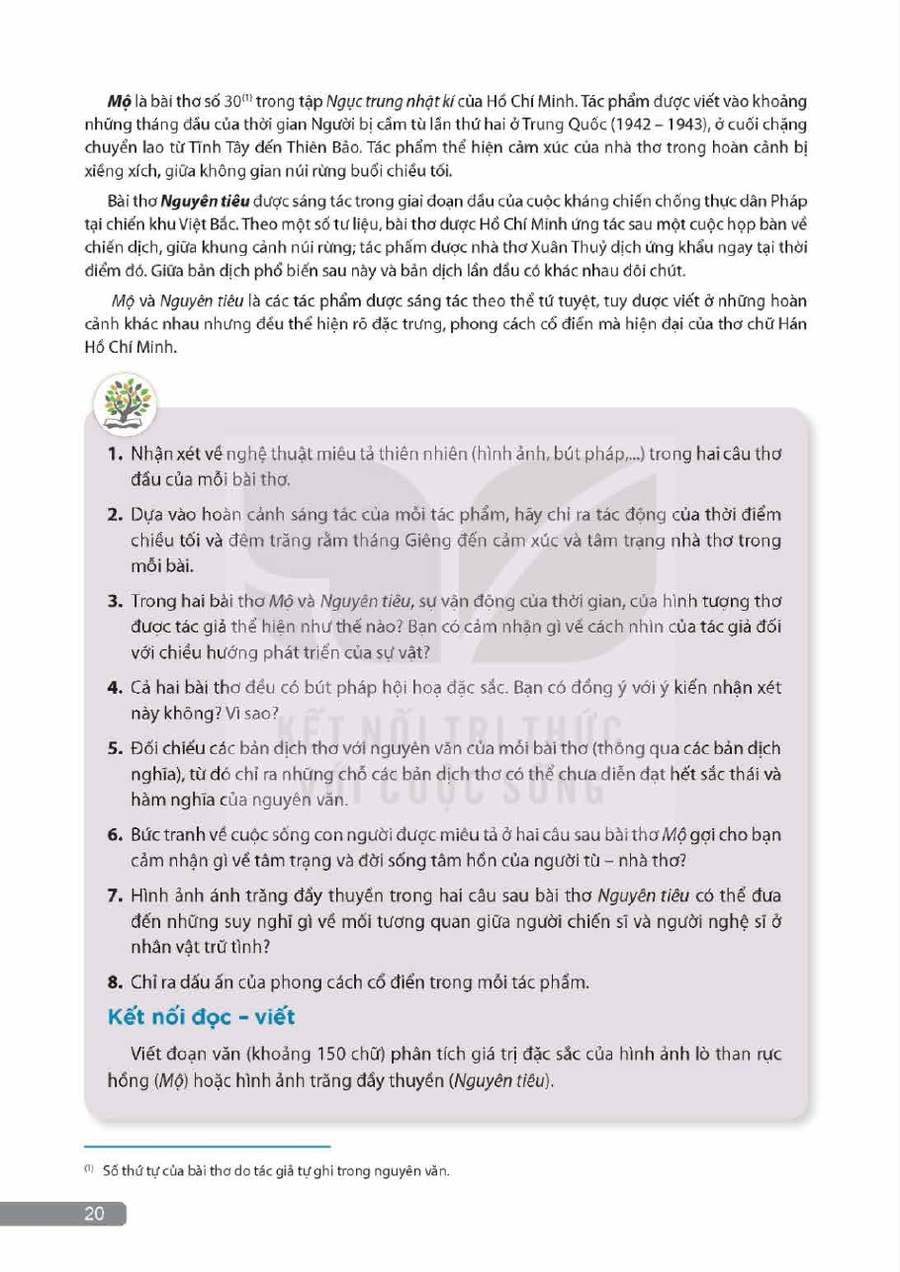 Mộ là bài thơ số 30(1) trong tập Ngục trung nhật kí của Hồ Chí Minh. Tác phẩm được viết vào khoảng
những tháng đầu của thời gian Người bị cầm tù lần thứ hai ở Trung Quốc (1942 – 1943), ở cuối chặng
chuyển lao từ Tĩnh Tây đến Thiên Bảo. Tác phẩm thể hiện cảm xúc của nhà thơ trong hoàn cảnh bị
xiềng xích, giữa không gian núi rừng buổi chiều tối.
Bài thơ Nguyên tiêu được sáng tác trong giai đoạn đầu của cuộc kháng chiến chống thực dân Pháp
tại chiến khu Việt Bắc. Theo một số tư liệu, bài thơ được Hồ Chí Minh ứng tác sau một cuộc họp bàn về
chiến dịch, giữa khung cảnh núi rừng; tác phẩm được nhà thơ Xuân Thuỷ dịch ứng khẩu ngay tại thời
điểm đó. Giữa bản dịch phổ biến sau này và bản dịch lần đầu có khác nhau đôi chút.
Mộ và Nguyên tiêu là các tác phẩm được sáng tác theo thể tứ tuyệt, tuy được viết ở những hoàn
cảnh khác nhau nhưng đều thể hiện rõ đặc trưng, phong cách cổ điển mà hiện đại của thơ chữ Hán
Hồ Chí Minh.
1. Nhận xét về nghệ thuật miêu tả thiên nhiên (hình ảnh, bút pháp,...) trong hai câu thơ
đầu của mỗi bài thơ.
2. Dựa vào hoàn cảnh sáng tác của mỗi tác phẩm, hãy chỉ ra tác động của thời điểm
chiều tối và đêm trăng rằm tháng Giêng đến cảm xúc và tâm trạng nhà thơ trong
mỗi bài.
3. Trong hai bài thơ Mộ và Nguyên tiêu, sự vận động của thời gian, của hình tượng thơ
được tác giả thể hiện như thế nào? Bạn có cảm nhận gì về cách nhìn của tác giả đối
với chiều hướng phát triển của sự vật?
4. Cả hai bài thơ đều có bút pháp hội hoạ đặc sắc. Bạn có đồng ý với ý kiến nhận xét
này không? Vì sao?
5. Đối chiếu các bản dịch thơ với nguyên văn của mỗi bài thơ (thông qua các bản dịch
nghĩa), từ đó chỉ ra những chỗ các bản dịch thơ có thể chưa diễn đạt hết sắc thái và
hàm nghĩa của nguyên văn.
6. Bức tranh về cuộc sống con người được miêu tả ở hai câu sau bài thơ Mộ gợi cho bạn
cảm nhận gì về tâm trạng và đời sống tâm hồn của người tù – nhà thơ?
7. Hình ảnh ánh trăng đầy thuyền trong hai câu sau bài thơ Nguyên tiêu có thể đưa
đến những suy nghĩ gì về mối tương quan giữa người chiến sĩ và người nghệ sĩ ở
nhân vật trữ tình?
8. Chỉ ra dấu ấn của phong cách cổ điển trong mỗi tác phẩm.
KẾT NỐI TRI THỨC
VỚI CUỘC SỐNG
Kết nối đọc – viết
Viết đoạn văn (khoảng 150 chữ) phân tích giá trị đặc sắc của hình ảnh lò than rực
hồng (Mộ) hoặc hình ảnh trăng đầy thuyền (Nguyên tiêu).
(1) Số thứ tự của bài thơ do tác giả tự ghi trong nguyên văn.
20